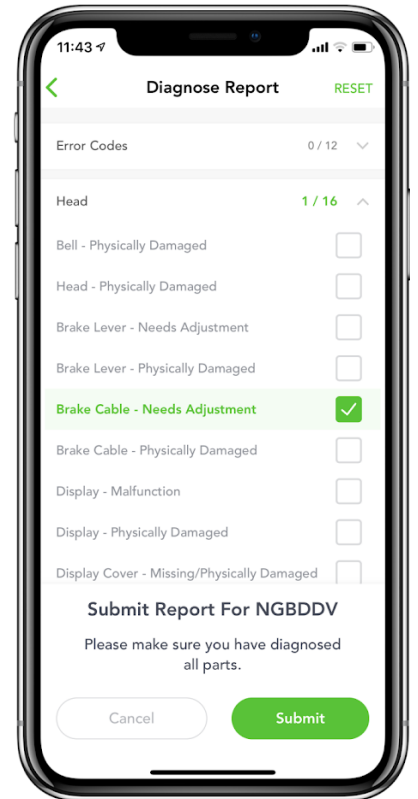 11:43
Diagnose Report
RESET
Error Codes
0 / 12
Head
1 / 16
Bell - Physically Damaged
Head - Physically Damaged
Brake Lever - Needs Adjustment
Brake Lever - Physically Damaged
Brake Cable - Needs Adjustment
Brake Cable - Physically Damaged
Display - Malfunction
Display - Physically Damaged
Display Cover - Missing/Physically Damaged
Submit Report For NGBDDV
Please make sure you have diagnosed
all parts.
Cancel
Submit